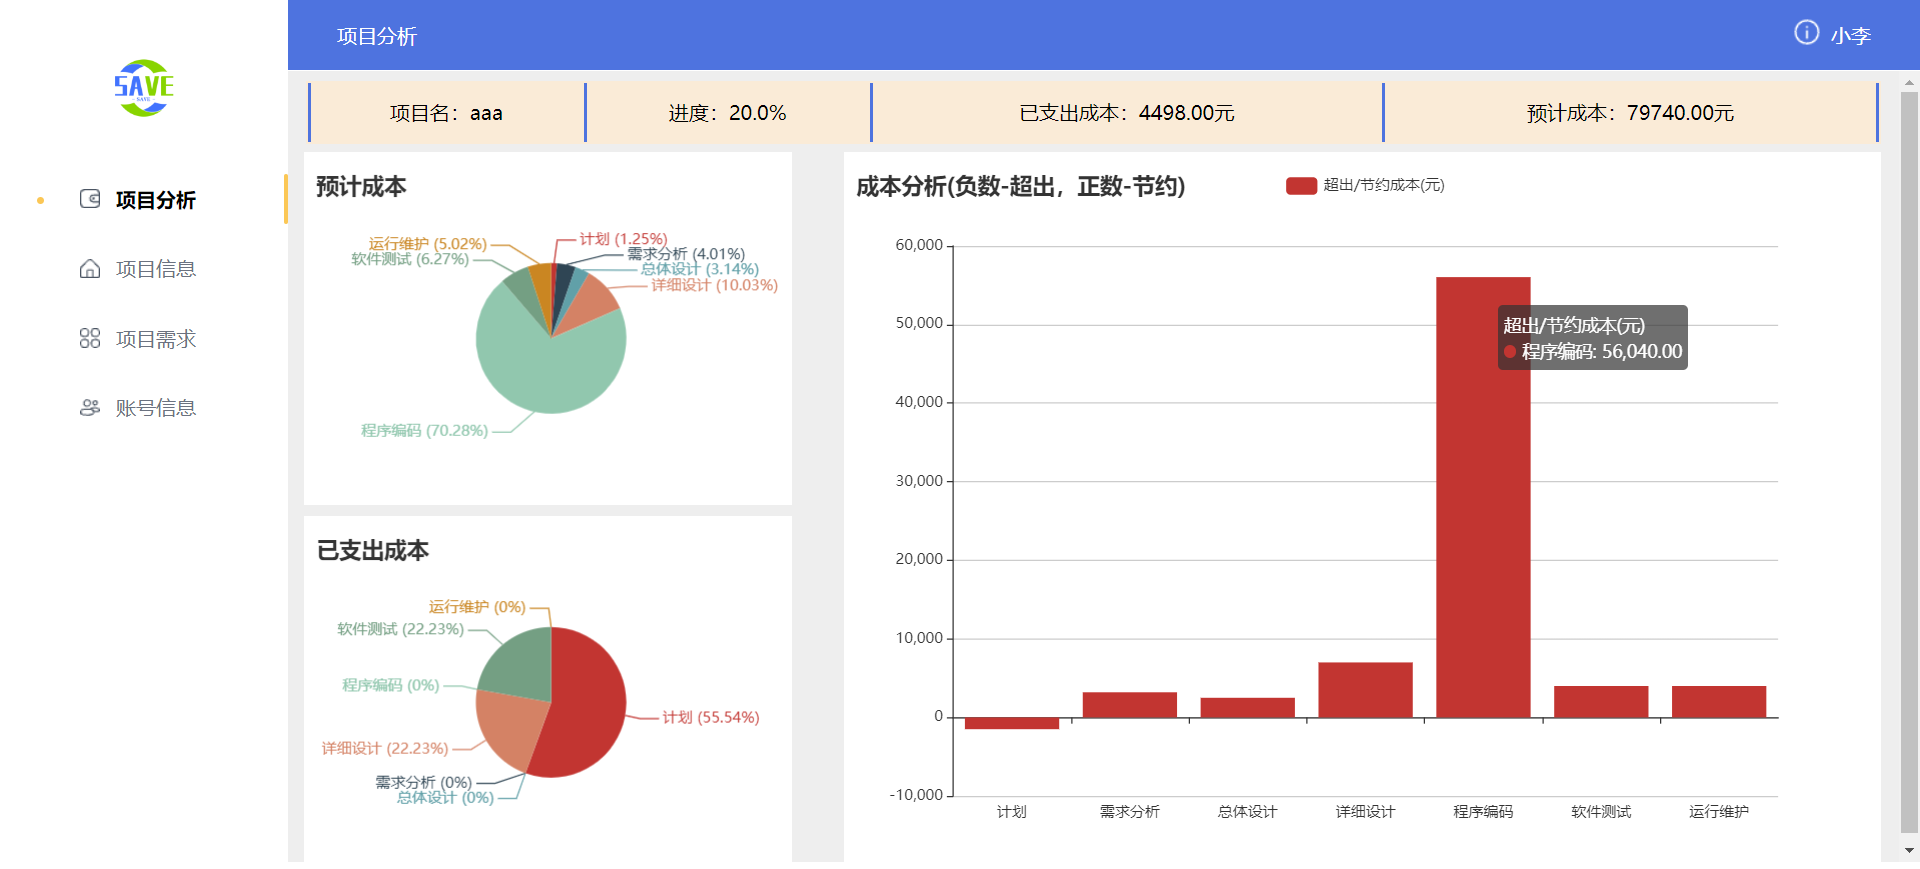 SAVE
SAVE
项目分析
项目信息
项目需求
账号信息
项目分析
小李
项目名：aaa
进度：20.0%
已支出成本：4498.00元
预计成本：79740.00元
预计成本
运行维护 (5.02%)
软件测试 (6.27%)
计划 (1.25%)
需求分析 (4.01%)
总体设计 (3.14%)
详细设计 (10.03%)
程序编码 (70.28%)
已支出成本
运行维护 (0%)
软件测试 (22.23%)
程序编码 (0%)
计划 (55.54%)
详细设计 (22.23%)
需求分析 (0%)
总体设计 (0%)
成本分析(负数-超出，正数-节约)
超出/节约成本(元)
60,000
50,000
40,000
30,000
20,000
10,000
0
-10,000
超出/节约成本(元)
程序编码: 56,040.00
计划
需求分析
总体设计
详细设计
程序编码
软件测试
运行维护